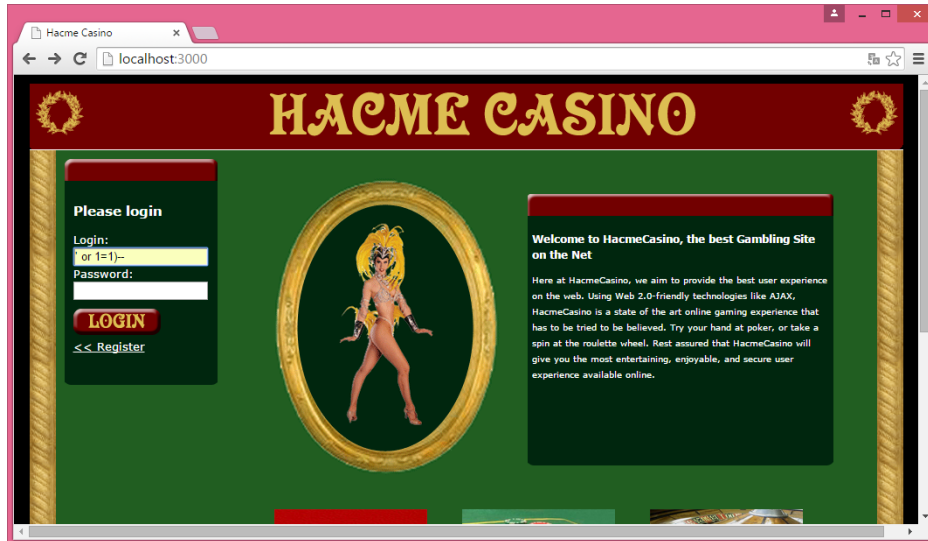 Hacme Casino
localhost:3000
HACME CASINO
Please login
Login:
' or 1=1)--
Password:
LOGIN
<< Register
Welcome to HacmeCasino, the best Gambling Site
on the Net
Here at HacmeCasino, we aim to provide the best user experience
on the web. Using Web 2.0-friendly technologies like AJAX,
HacmeCasino is a state of the art online gaming experience that
has to be tried to be believed. Try your hand at poker, or take a
spin at the roulette wheel. Rest assured that HacmeCasino will
give you the most entertaining, enjoyable, and secure user
experience available online.